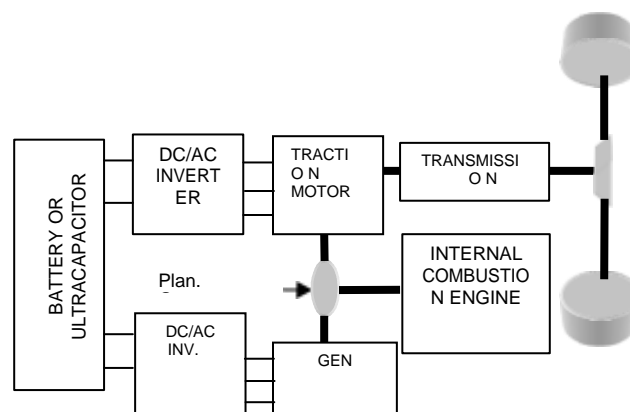 BATTERY OR
ULTRACAPACITOR
DC/AC
INVERT
ER
TRACTI
O N
MOTOR
TRANSMISSI
O N
Plan.
INTERNAL
COMBUSTIO
N ENGINE
DC/AC
INV.
GEN